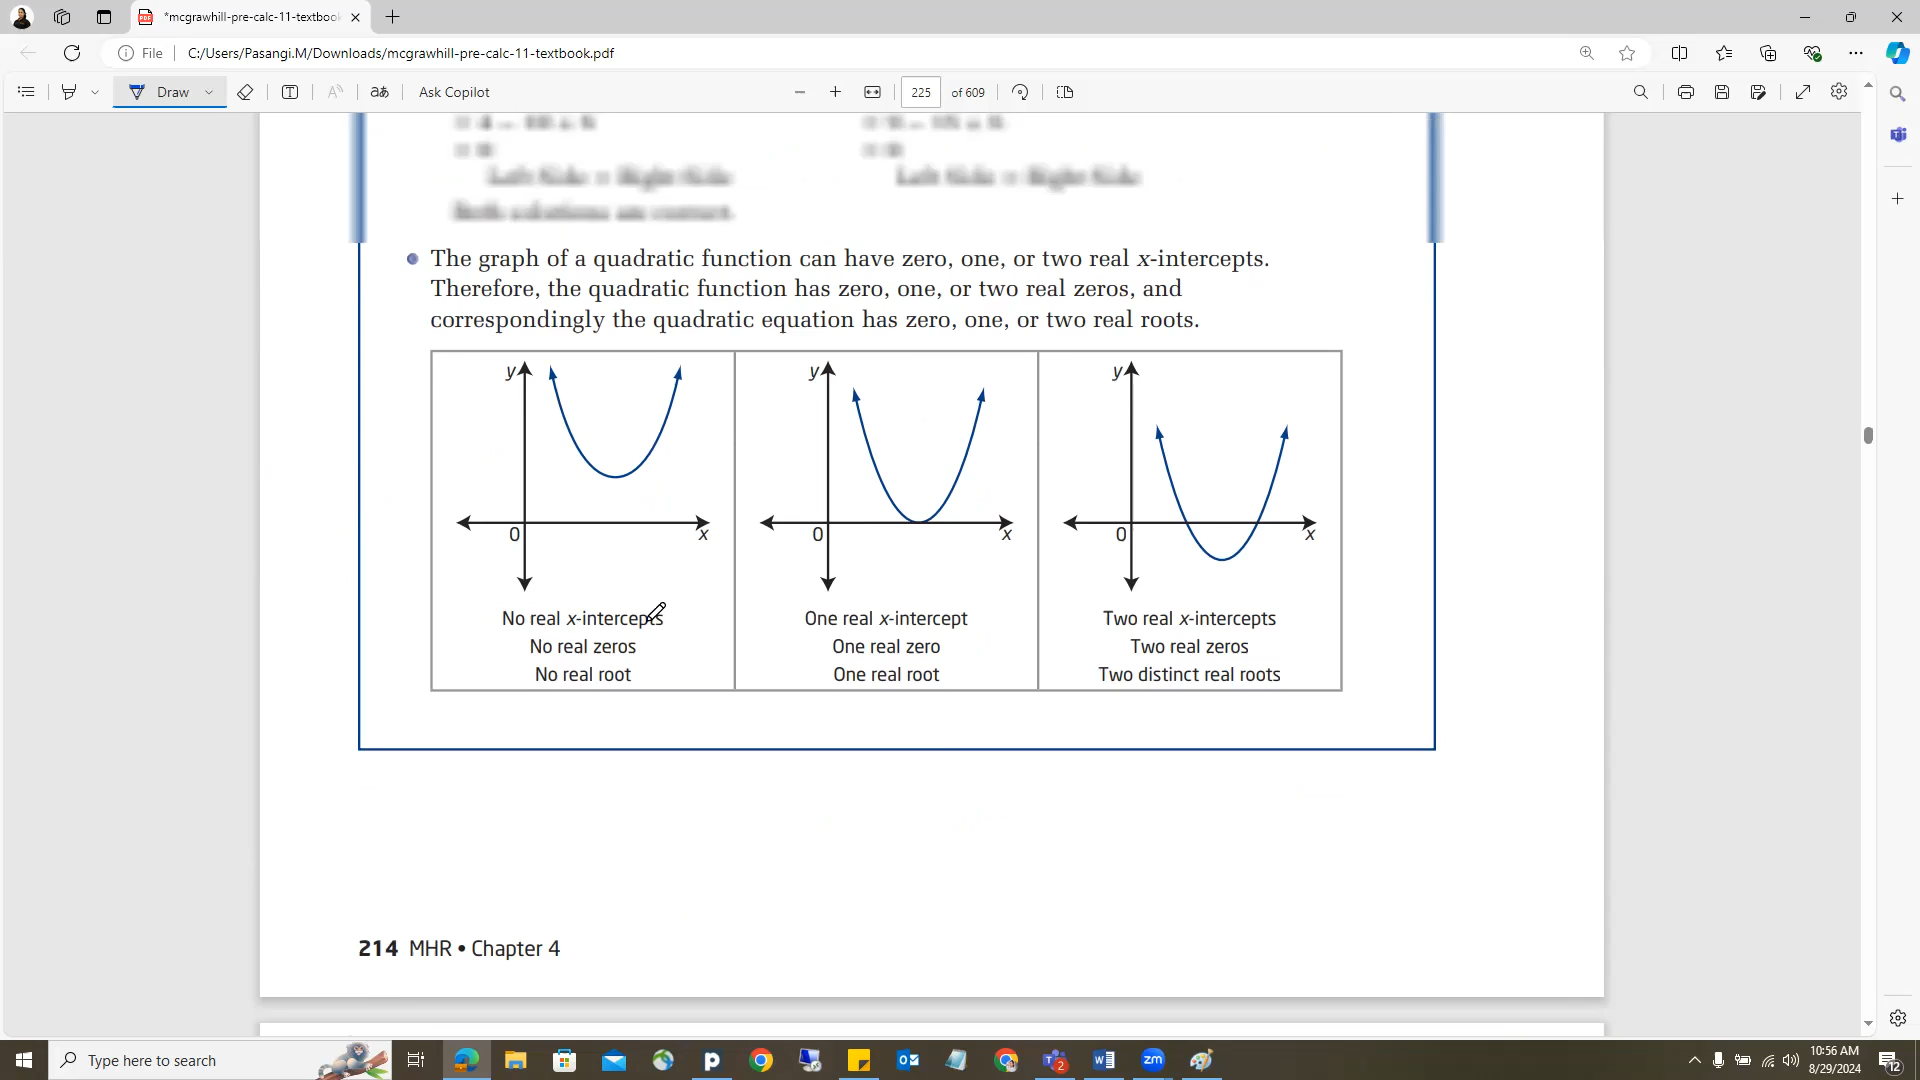 *mcgrawhill-pre-calc-11-textbook
File
C:/Users/Pasangi.M/Downloads/mcgrawhill-pre-calc-11-textbook.pdf
Draw
Ask Copilot
225 of 609
The graph of a quadratic function can have zero, one, or two real x-intercepts.
Therefore, the quadratic function has zero, one, or two real zeros, and
correspondingly the quadratic equation has zero, one, or two real roots.
y
0
x
No real x-intercepts
No real zeros
No real root
y
0
x
One real x-intercept
One real zero
One real root
y
0
x
Two real x-intercepts
Two real zeros
Two distinct real roots
214 MHR • Chapter 4
Type here to search
10:56 AM
8/29/2024